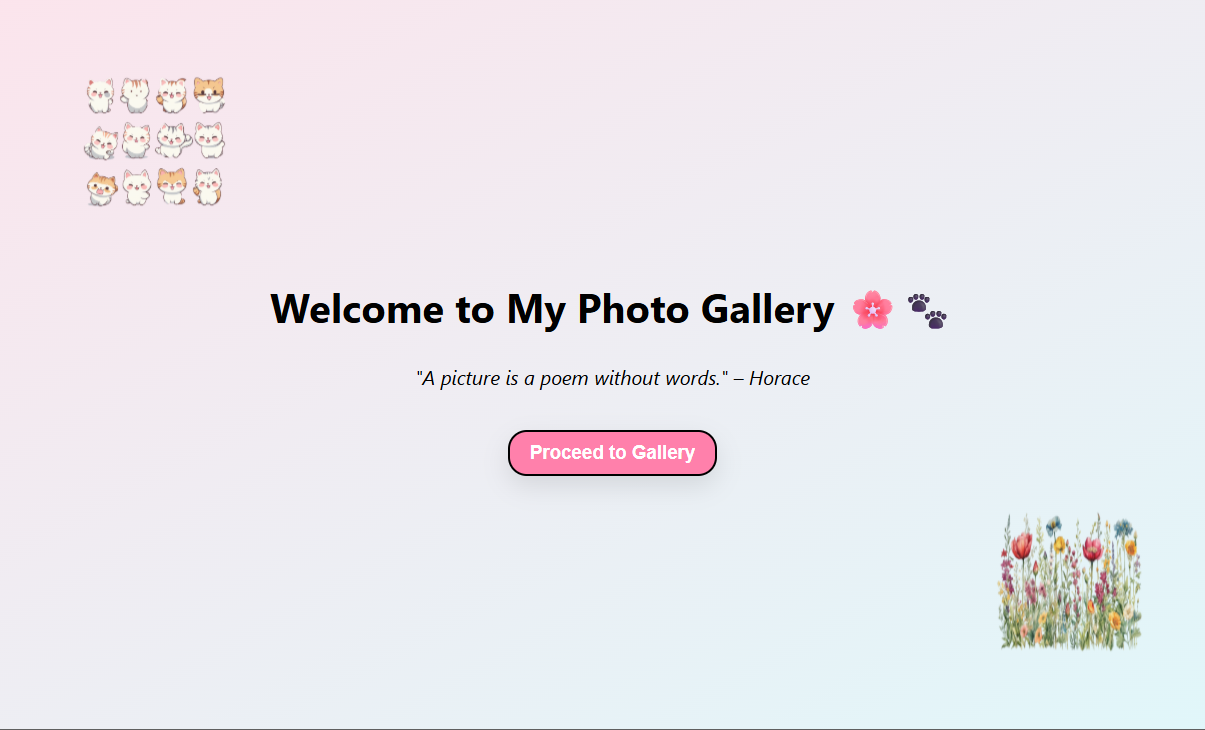 Welcome to My Photo Gallery 🌸 🐾
"A picture is a poem without words." – Horace
Proceed to Gallery